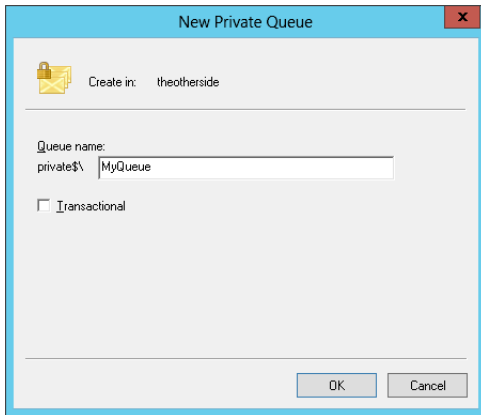 New Private Queue
x
Create in: theotherside
Queue name:
private$\ MyQueue
Transactional
OK Cancel